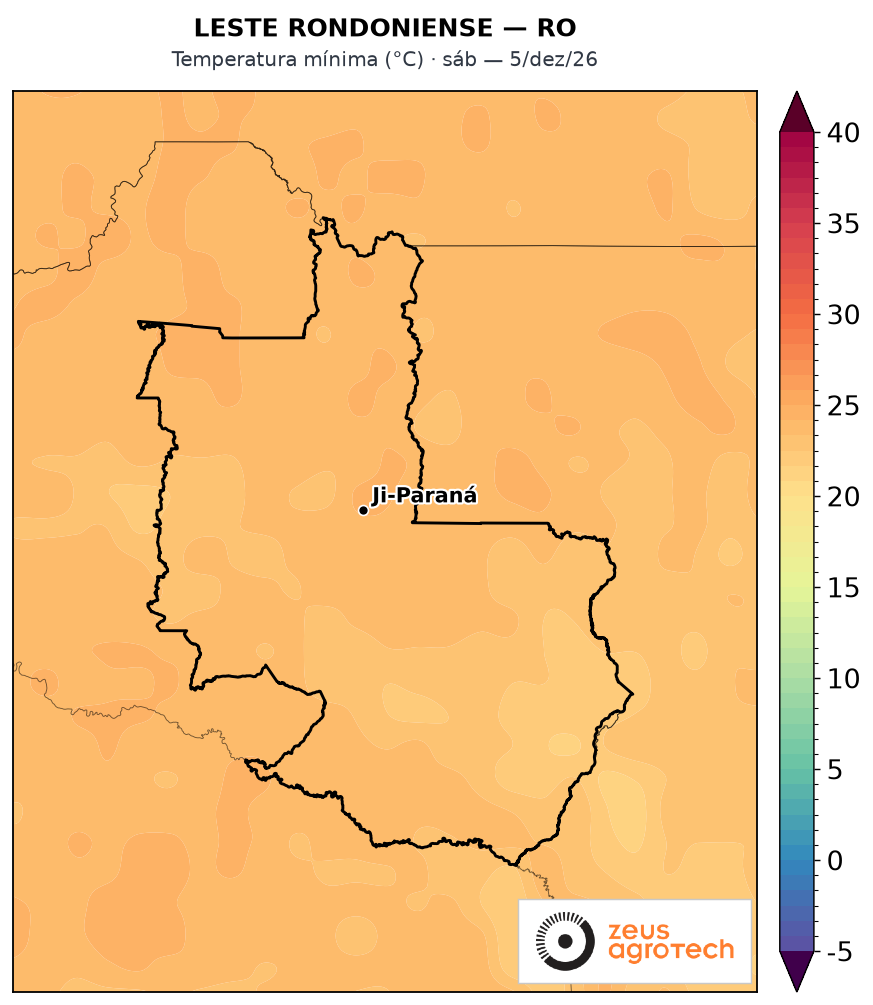 LESTE RONDONIENSE — RO
Temperatura mínima (°C) · sáb — 5/dez/26
40
35
30
25
20
15
10
5
0
-5
Ji-Paraná
zeus
agrotech